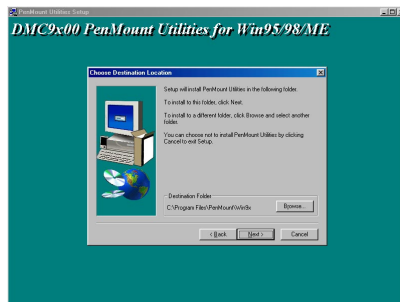 PenMount Utilities Setup
DMC9x00 PenMount Utilities for Win95/98/ME
Choose Destination Location
Setup will install PenMount Utilities in the following folder.
To install to this folder, click Next.
To install to a different folder, click Browse and select another
folder.
You can choose not to install PenMount Utilities by clicking
Cancel to exit Setup.
Destination Folder
C:\Program Files\PenMount\Win9x
Browse...
< Back
Next >
Cancel